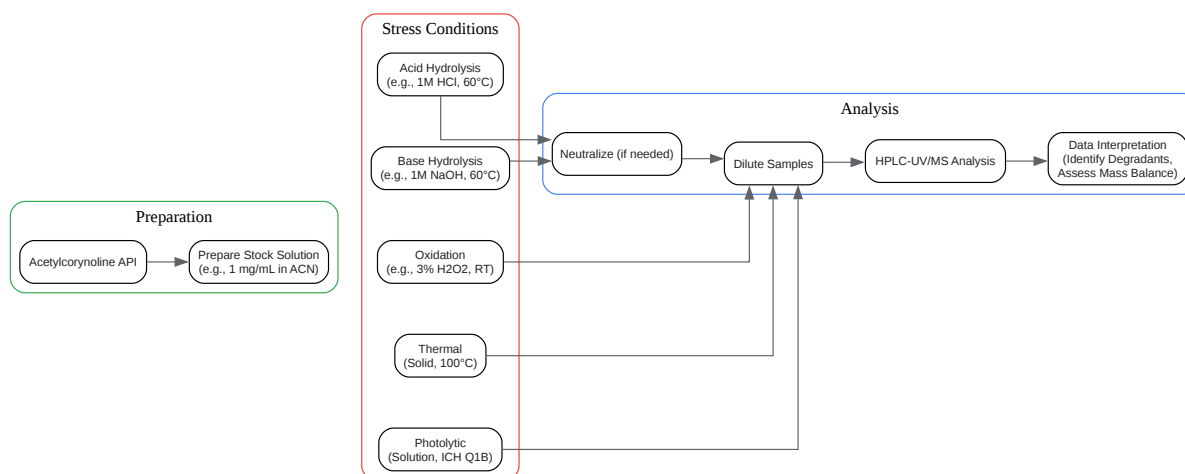 Stress Conditions
Acid Hydrolysis
(e.g., 1M HCl, 60°C)
Base Hydrolysis
(e.g., 1M NaOH, 60°C)
Oxidation
(e.g., 3% H2O2, RT)
Thermal
(Solid, 100°C)
Photolytic
(Solution, ICH Q1B)
Analysis
Neutralize (if needed)
Dilute Samples
HPLC-UV/MS Analysis
Data Interpretation
(Identify Degradants,
Assess Mass Balance)
Preparation
Acetylcorynoline API
Prepare Stock Solution
(e.g., 1 mg/mL in ACN)